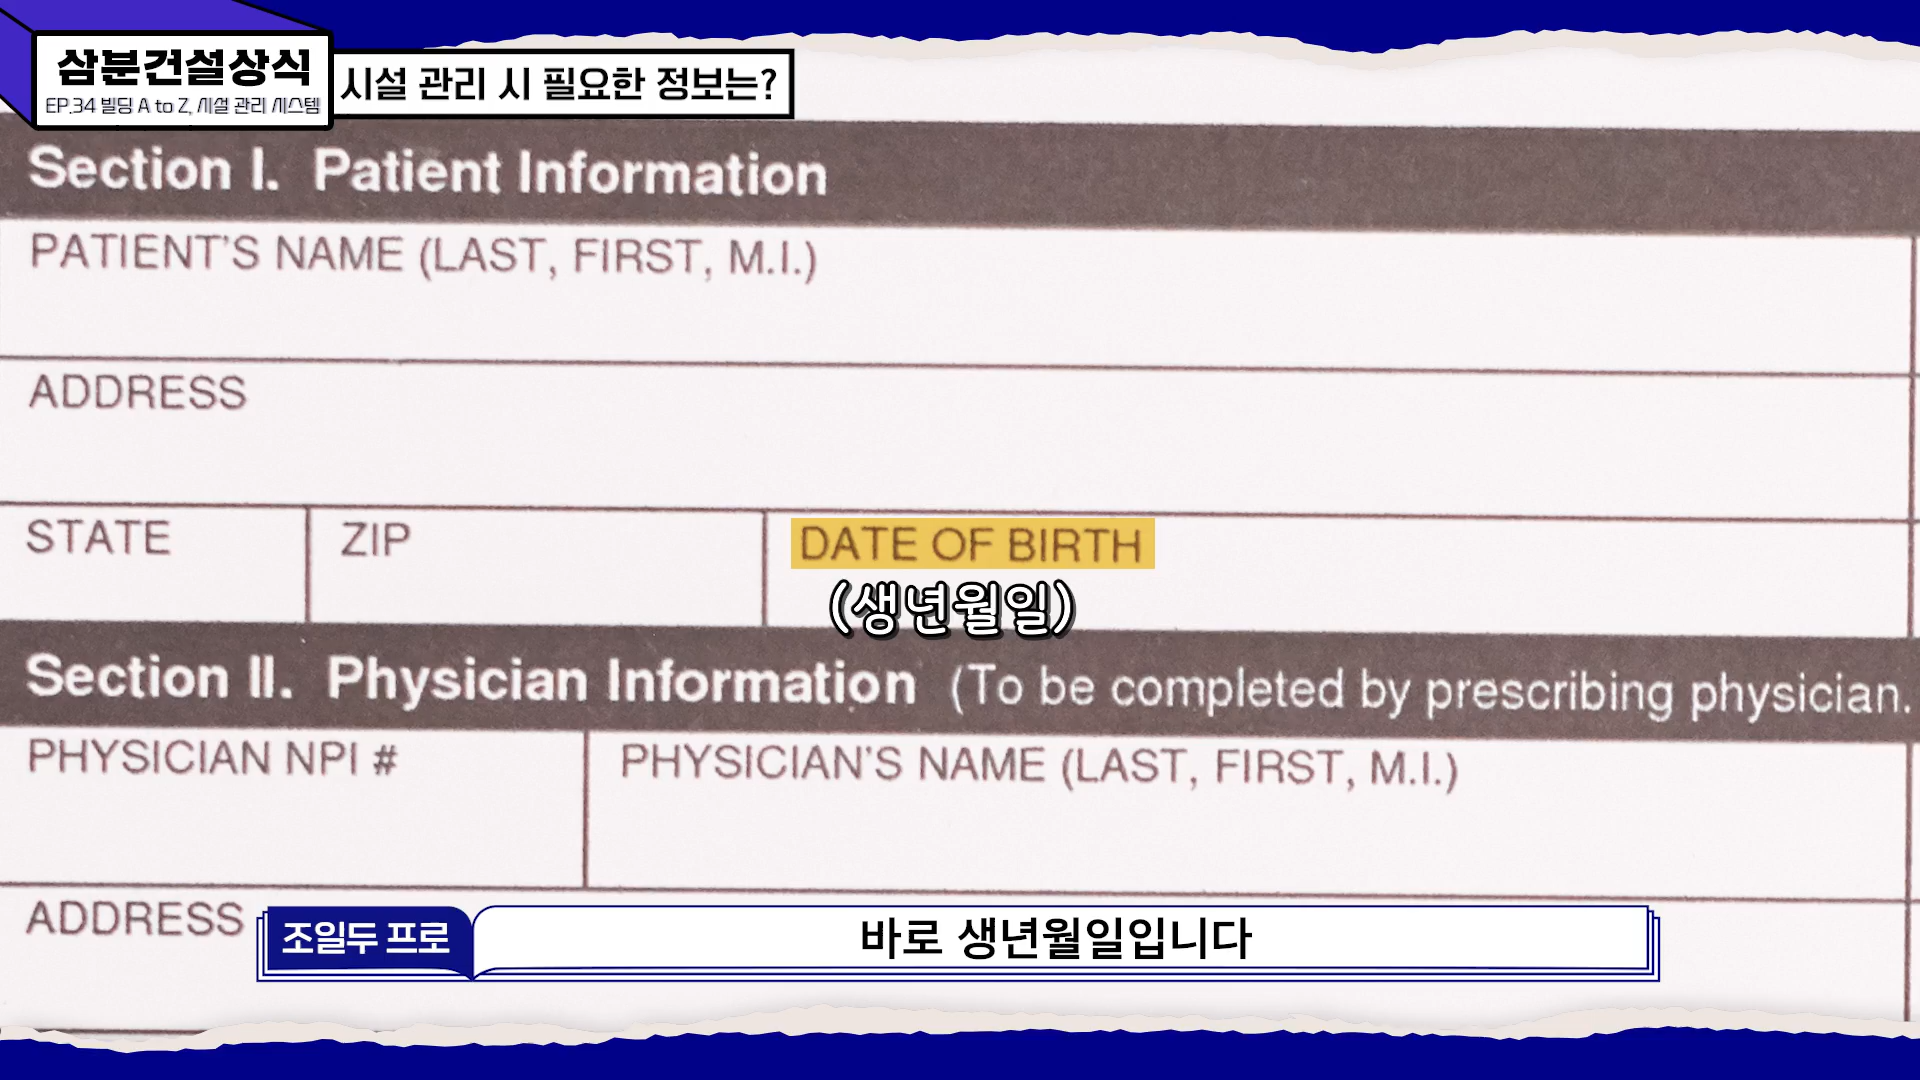 삼분건설상식
EP.34 빌딩 A to Z, 시설 관리 시스템
시설 관리 시 필요한 정보는?
Section I. Patient Information
PATIENT'S NAME (LAST, FIRST, M.I.)
ADDRESS
STATE ZIP DATE OF BIRTH
(생년월일)
Section II. Physician Information (To be completed by prescribing physician.
PHYSICIAN NPI # PHYSICIAN'S NAME (LAST, FIRST, M.I.)
ADDRESS
조일두 프로
바로 생년월일입니다